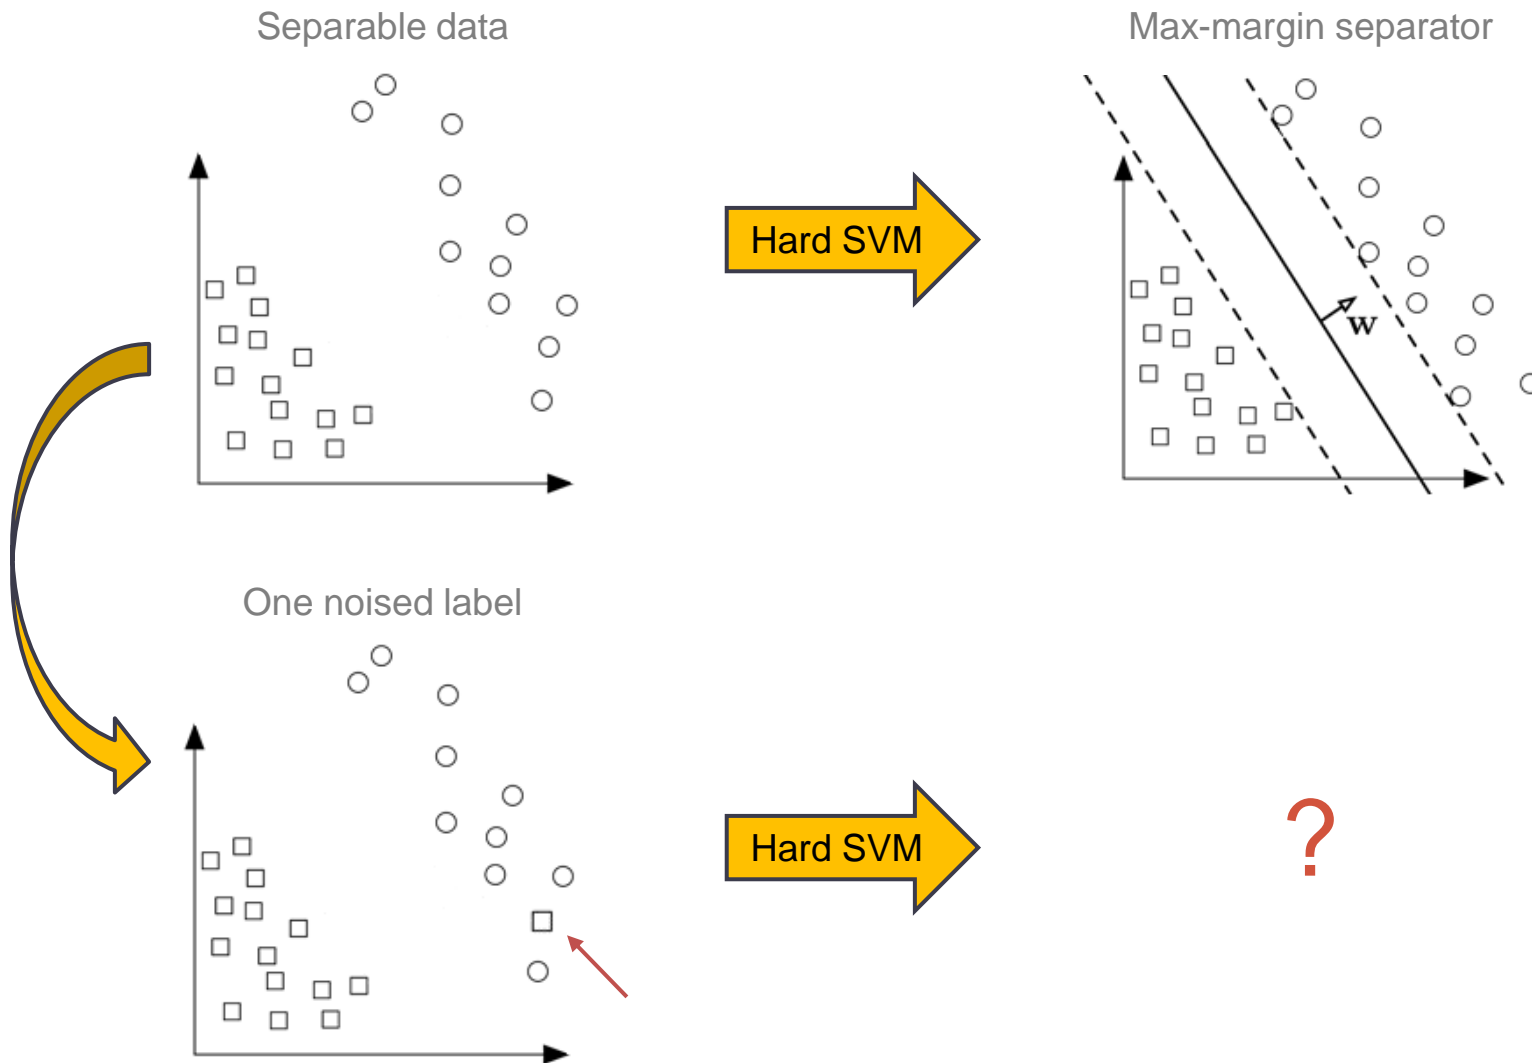 Separable data
Max-margin separator
Hard SVM
w
One noised label
Hard SVM
?